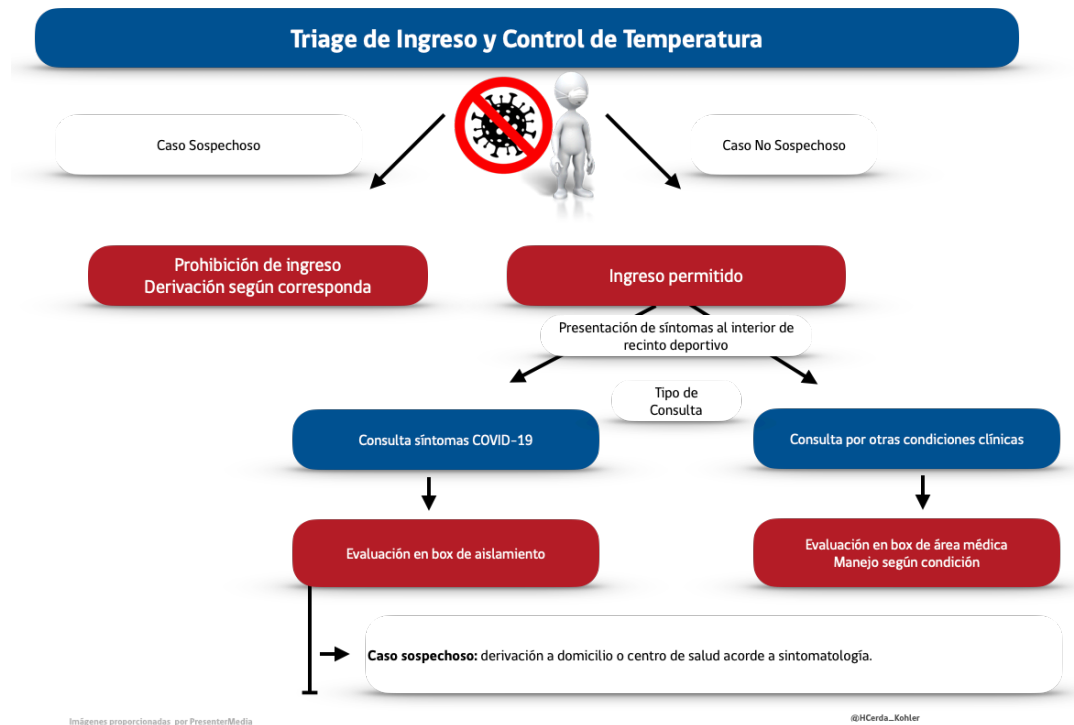 Triage de Ingreso y Control de Temperatura
Caso Sospechoso
Caso No Sospechoso
Prohibición de ingreso
Derivación según corresponda
Ingreso permitido
Presentación de síntomas al interior de
recinto deportivo
Tipo de
Consulta
Consulta síntomas COVID-19
Consulta por otras condiciones clínicas
Evaluación en box de aislamiento
Evaluación en box de área médica
Manejo según condición
Caso sospechoso: derivación a domicilio o centro de salud acorde a sintomatología.
Imágenes proporcionadas por PresenterMedia
@HCerda_Kohler